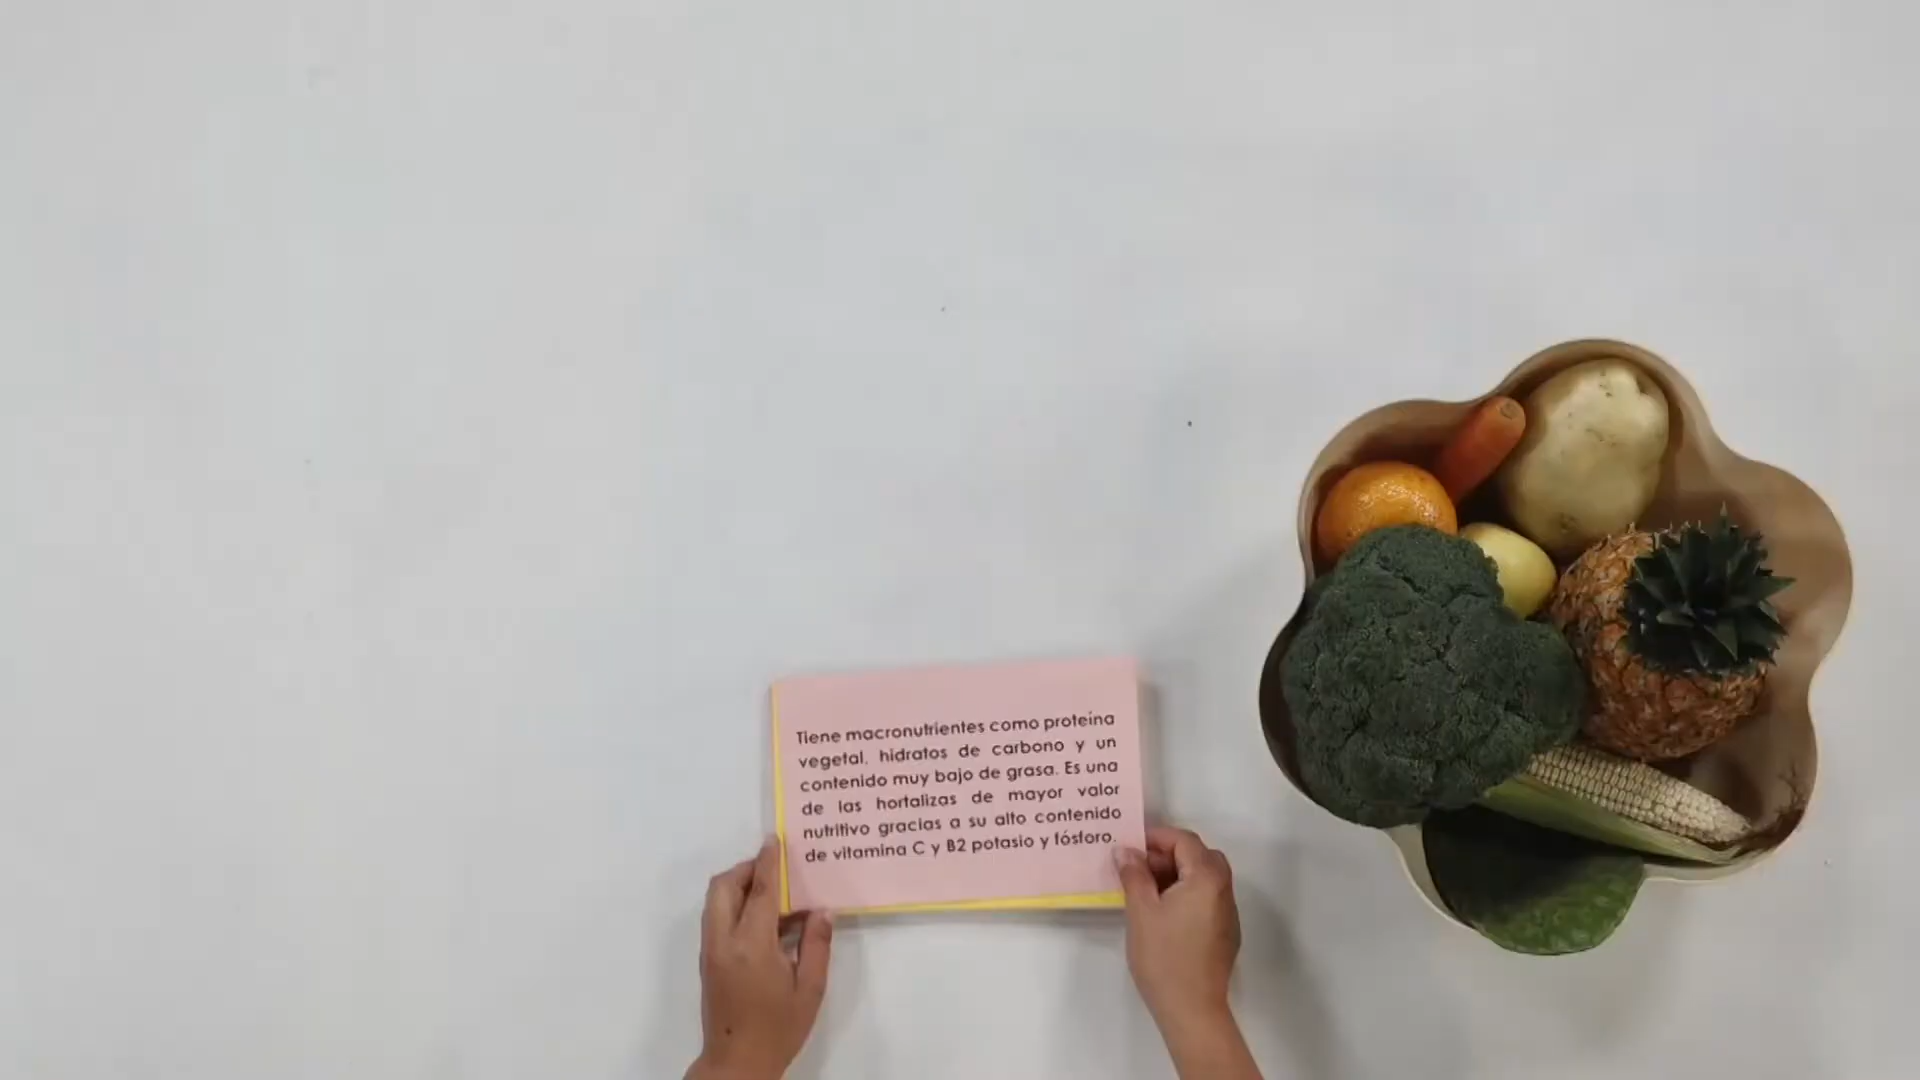 Tiene macronutrientes como proteína
vegetal, hidratos de carbono y un
contenido muy bajo de grasa. Es una
de las hortalizas de mayor valor
nutritivo gracias a su alto contenido
de vitamina C y B2 potasio y fósforo.